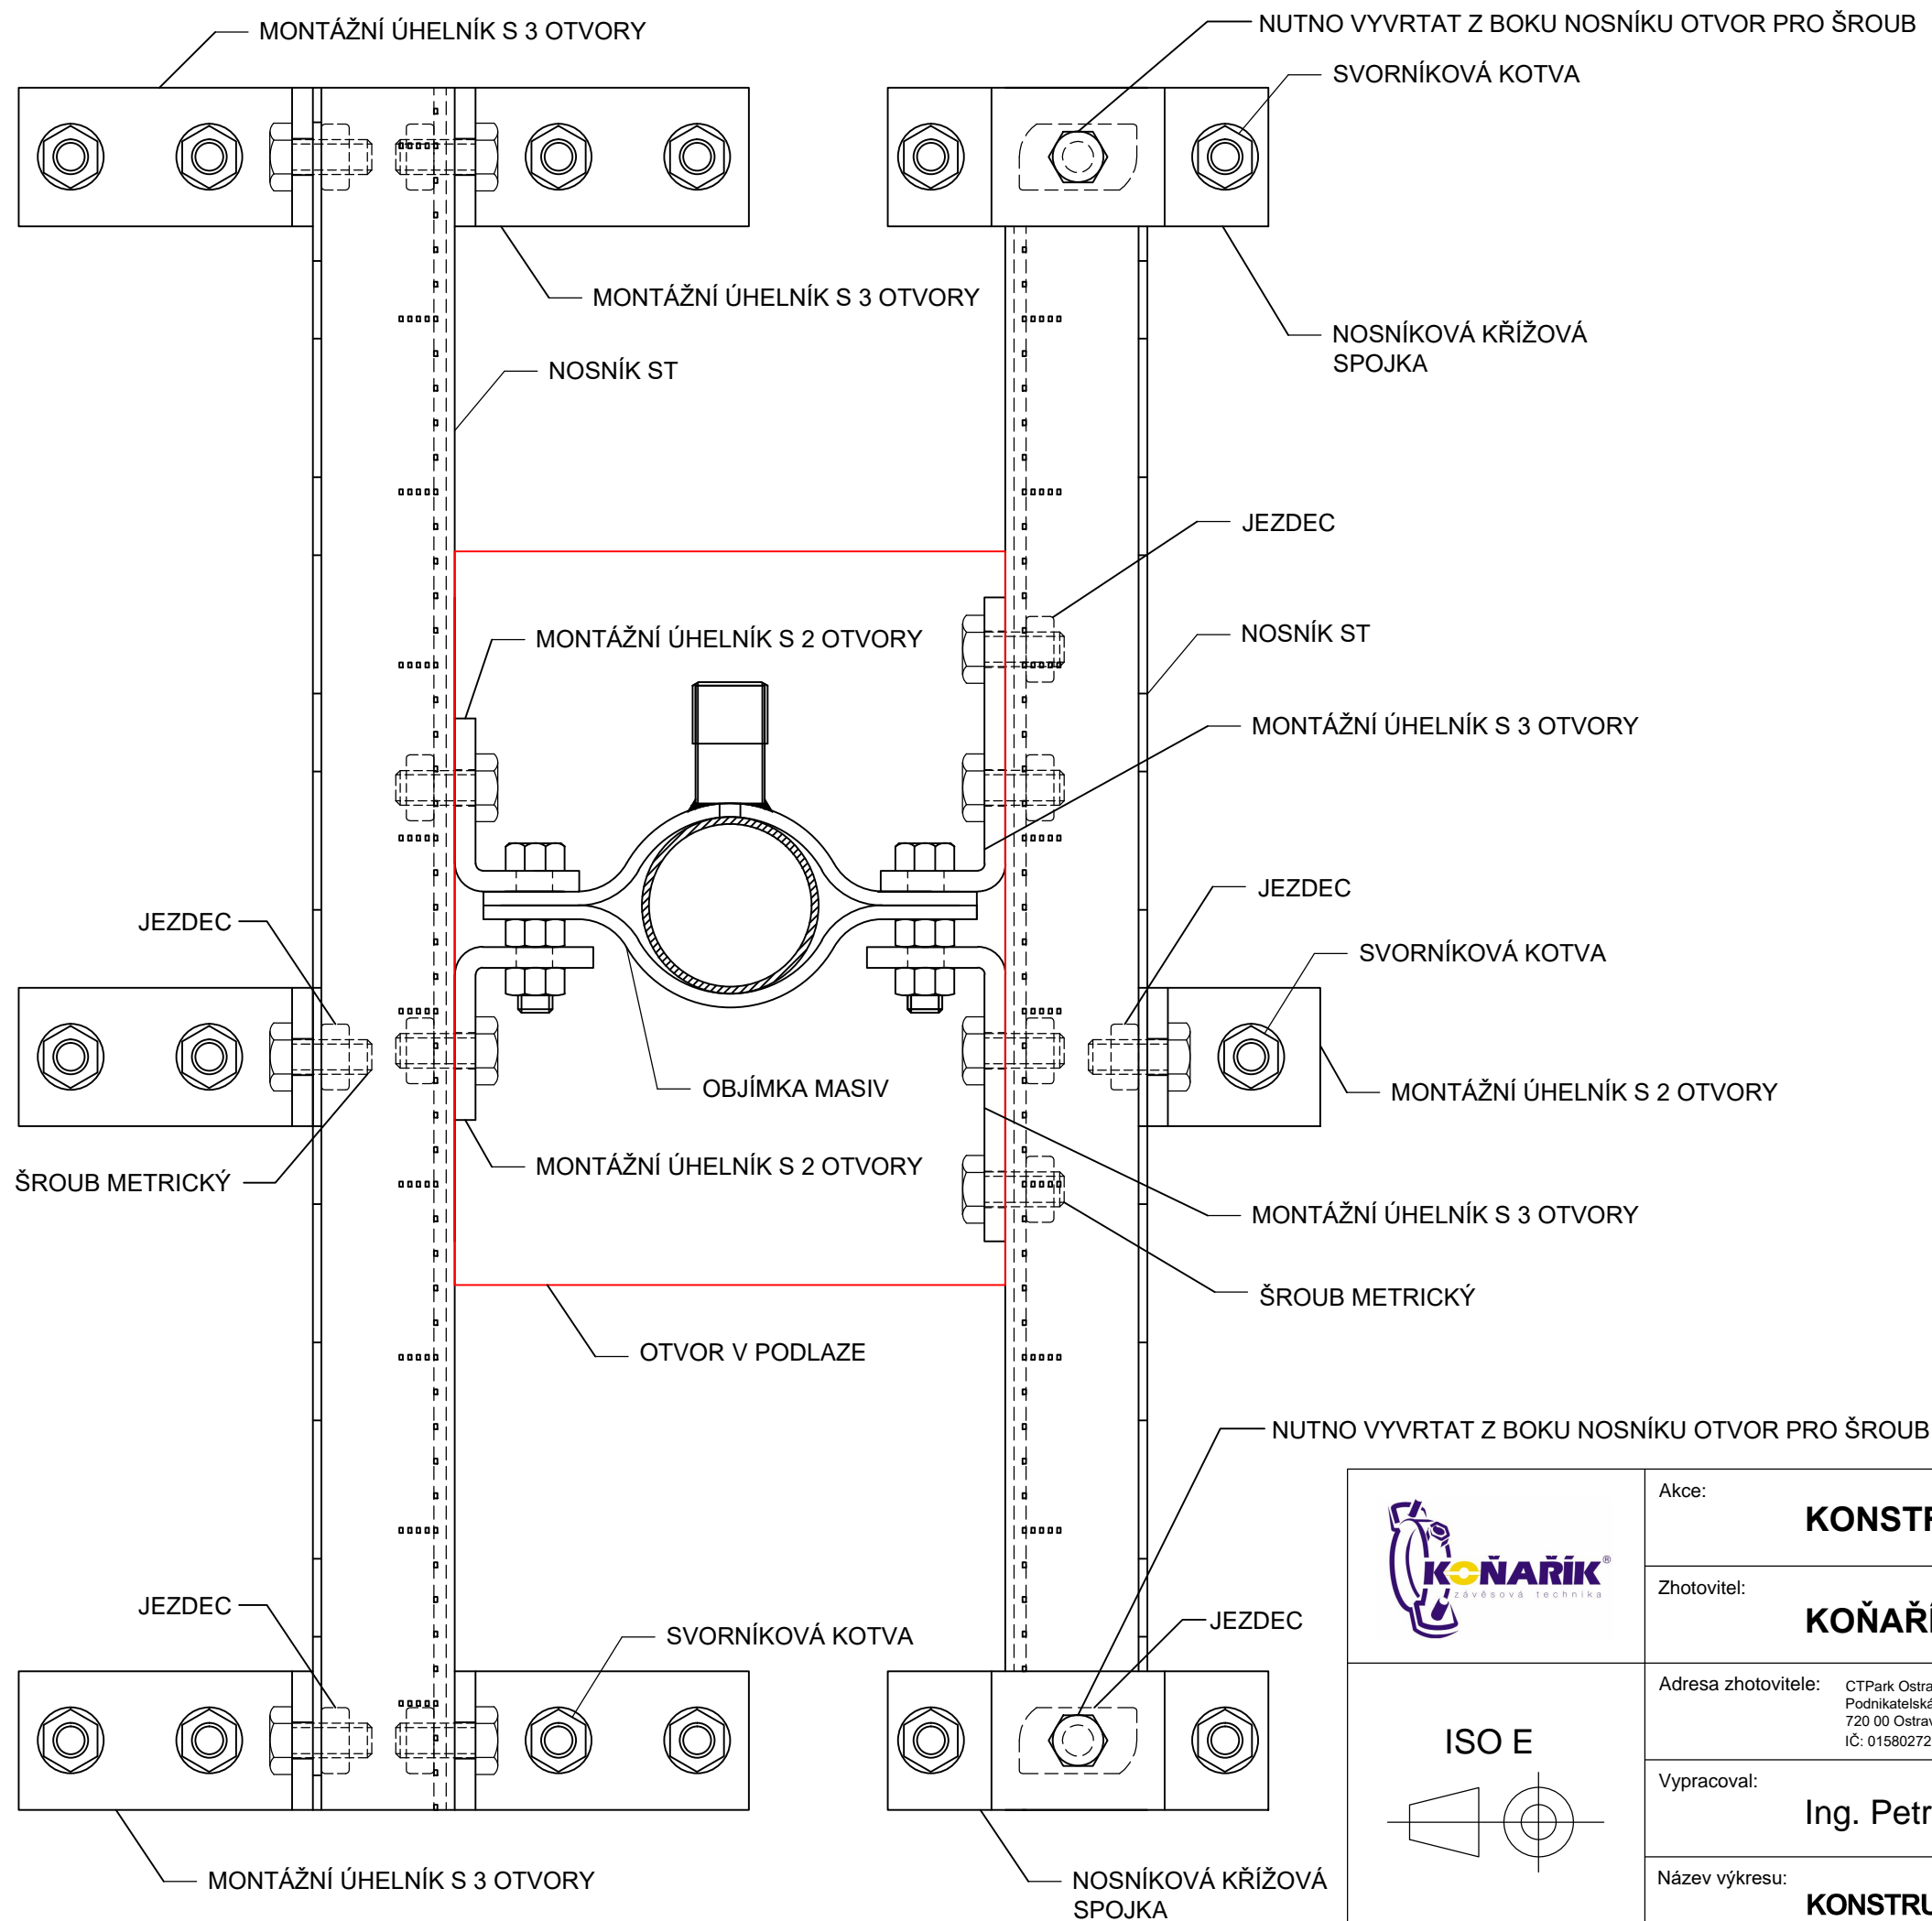 MONTÁŽNÍ ÚHELNÍK S 3 OTVORY
NUTNO VYVRTAT Z BOKU NOSNÍKU OTVOR PRO ŠROUB
SVORNÍKOVÁ KOTVA
MONTÁŽNÍ ÚHELNÍK S 3 OTVORY
NOSNÍKOVÁ KŘÍŽOVÁ
SPOJKA
NOSNÍK ST
JEZDEC
MONTÁŽNÍ ÚHELNÍK S 2 OTVORY
NOSNÍK ST
MONTÁŽNÍ ÚHELNÍK S 3 OTVORY
JEZDEC
JEZDEC
SVORNÍKOVÁ KOTVA
OBJÍMKA MASIV
MONTÁŽNÍ ÚHELNÍK S 2 OTVORY
MONTÁŽNÍ ÚHELNÍK S 2 OTVORY
ŠROUB METRICKÝ
MONTÁŽNÍ ÚHELNÍK S 3 OTVORY
ŠROUB METRICKÝ
OTVOR V PODLAZE
NUTNO VYVRTAT Z BOKU NOSNÍKU OTVOR PRO ŠROUB
JEZDEC
SVORNÍKOVÁ KOTVA
JEZDEC
MONTÁŽNÍ ÚHELNÍK S 3 OTVORY
NOSNÍKOVÁ KŘÍŽOVÁ
SPOJKA
KOŇAŘÍK®
závěsová technika
ISO E
Akce:
Zhotovitel:
Adresa zhotovitele:
CTPark
720 00
IČ: 01580272
Vypracoval:
Ing. Petr
Název výkresu: